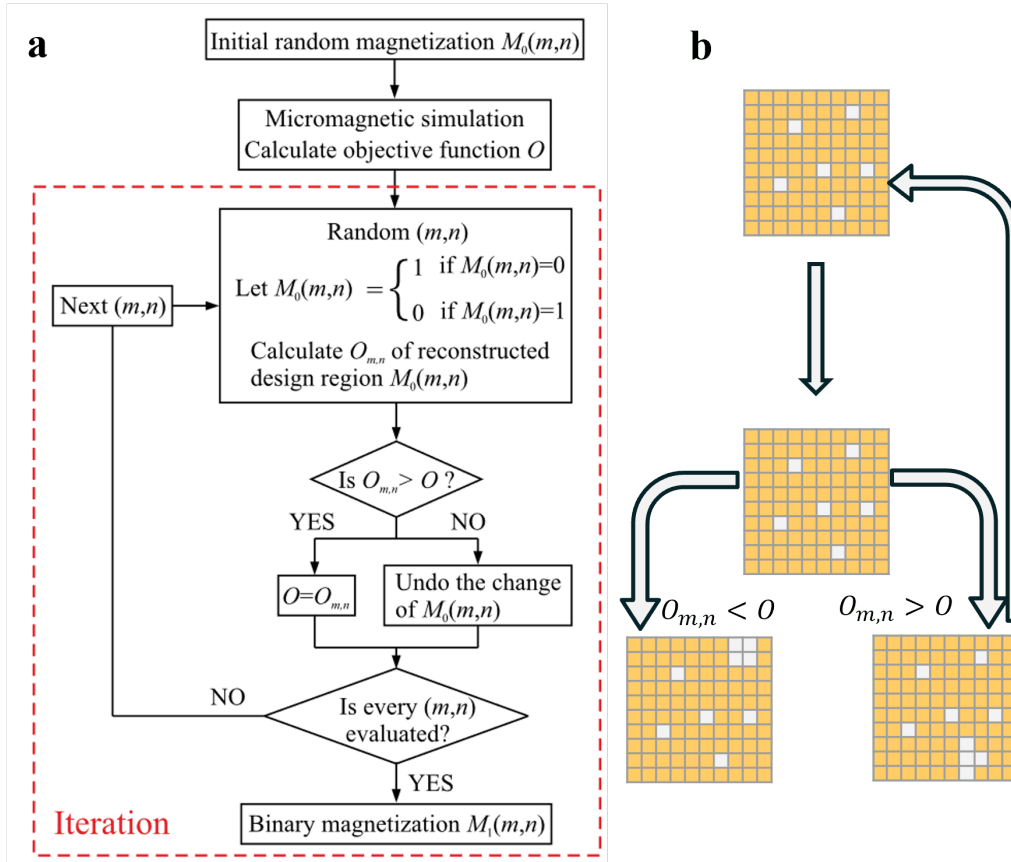 a
Initial random magnetization M₀(m,n)
Micromagnetic simulation
Calculate objective function O
Random (m,n)
Let M₀(m,n) = { 1 if M₀(m,n)=0
0 if M₀(m,n)=1
Calculate Oₘ,ₙ of reconstructed
design region M₀(m,n)
Next (m,n)
Is Oₘ,ₙ> O ?
YES
NO
O=Oₘ,ₙ
Undo the change
of M₀(m,n)
Is every (m,n)
evaluated?
NO
YES
Binary magnetization M₁(m,n)
Iteration
b
Oₘ,ₙ < O
Oₘ,ₙ > O